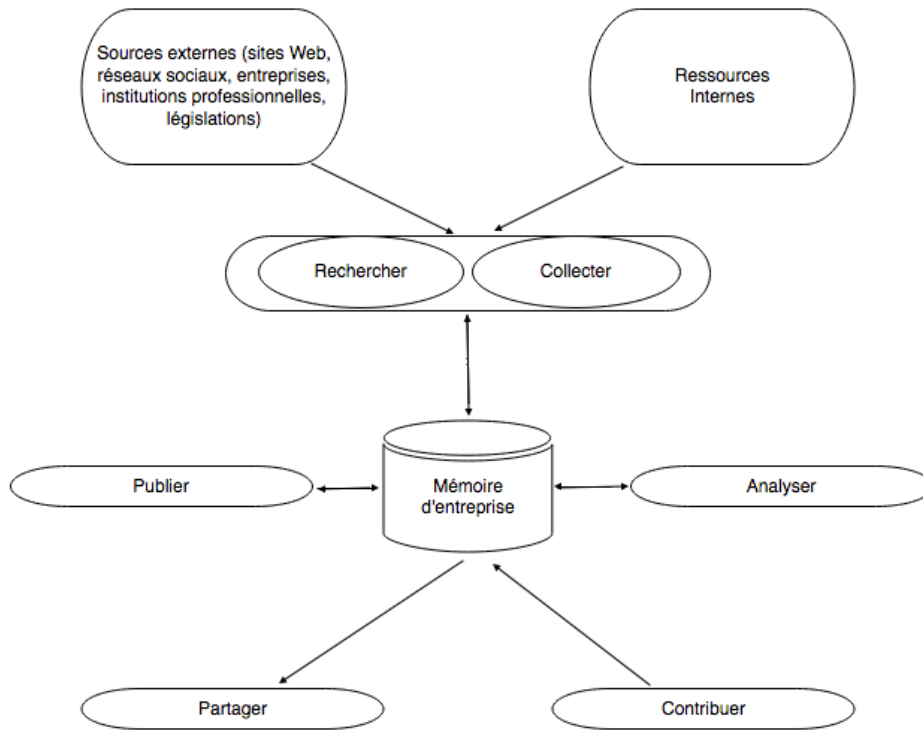 Sources externes (sites Web,
réseaux sociaux, entreprises,
institutions professionnelles,
législations)
Ressources
Internes
Rechercher
Collecter
Publier
Mémoire
d'entreprise
Analyser
Partager
Contribuer